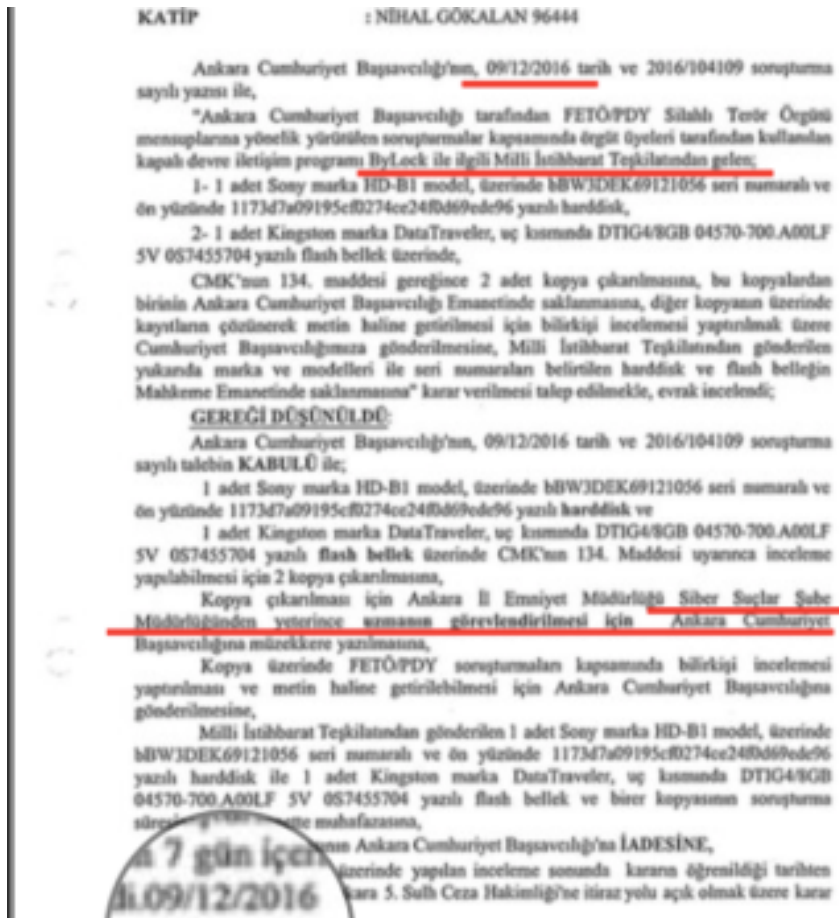 KATİP : NİHAL GÖKALAN 96444
Ankara Cumhuriyet Başsavcılığı'nın, 09/12/2016 tarih ve 2016/104109 soruşturma
sayılı yazısı ile,
"Ankara Cumhuriyet Başsavcılığı tarafından FETÖ/PDY Silahlı Terör Örgütü
mensuplarına yönelik yürütülen soruşturmalar kapsamında örgüt üyeleri tarafından kullanılan
kapalı devre iletişim programı ByLock ile ilgili Milli İstihbarat Teşkilatından gelen;
1- 1 adet Sony marka HD-B1 model, üzerinde bBW3DEK69121056 seri numaralı ve
ön yüzünde 1173d7a09195cf0274ce24f0d69ede96 yazılı harddisk,
2- 1 adet Kingston marka DataTraveler, uç kısmında DTIG4/8GB 04570-700.A00LF
5V 0S7455704 yazılı flash bellek üzerinde,
CMK'nun 134. maddesi gereğince 2 adet kopya çıkarılmasına, bu kopyalardan
birinin Ankara Cumhuriyet Başsavcılığı Emanetinde saklanmasına, diğer kopyanın üzerinde
kayıtların çözünerek metin haline getirilmesi için bilirkişi incelemesi yaptırılmak üzere
Cumhuriyet Başsavcılığımıza gönderilmesine, Milli İstihbarat Teşkilatından gönderilen
yukarıda marka ve modelleri ile seri numaraları belirtilen harddisk ve flash belleğin
Mahkeme Emanetinde saklanmasına" karar verilmesi talep edilmekle, evrak incelendi;
GEREĞİ DÜŞÜNÜLDÜ:
Ankara Cumhuriyet Başsavcılığı'nın, 09/12/2016 tarih ve 2016/104109 soruşturma
sayılı talebin KABULÜ ile;
1 adet Sony marka HD-B1 model, üzerinde bBW3DEK69121056 seri numaralı ve
ön yüzünde 1173d7a09195cf0274ce24f0d69ede96 yazılı harddisk ve
1 adet Kingston marka DataTraveler, uç kısmında DTIG4/8GB 04570-700.A00LF
5V 0S7455704 yazılı flash bellek üzerinde CMK'nın 134. Maddesi uyarınca inceleme
yapılabilmesi için 2 kopya çıkarılmasına,
Kopya çıkarılması için Ankara İl Emniyet Müdürlüğü Siber Suçlar Şube
Müdürlüğünden yeterince uzmanın görevlendirilmesi için Ankara Cumhuriyet
Başsavcılığına müzekkere yazılmasına,
Kopya üzerinde FETÖ/PDY soruşturmaları kapsamında bilirkişi incelemesi
yaptırılması ve metin haline getirilebilmesi için Ankara Cumhuriyet Başsavcılığına
gönderilmesine,
Milli İstihbarat Teşkilatından gönderilen 1 adet Sony marka HD-B1 model, üzerinde
bBW3DEK69121056 seri numaralı ve ön yüzünde 1173d7a09195cf0274ce24f0d69ede96
yazılı harddisk ile 1 adet Kingston marka DataTraveler, uç kısmında DTIG4/8GB
04570-700.A00LF 5V 0S7455704 yazılı flash bellek ve birer kopyasının soruşturma
muhafazasına,
Ankara Cumhuriyet Başsavcılığı'na İADESİNE,
üzerinde yapılan inceleme sonunda kararın öğrenildiği tarihten
7 gün
5. Sulh Ceza Hakimliği'ne itiraz yolu açık olmak üzere karar
09/12/2016